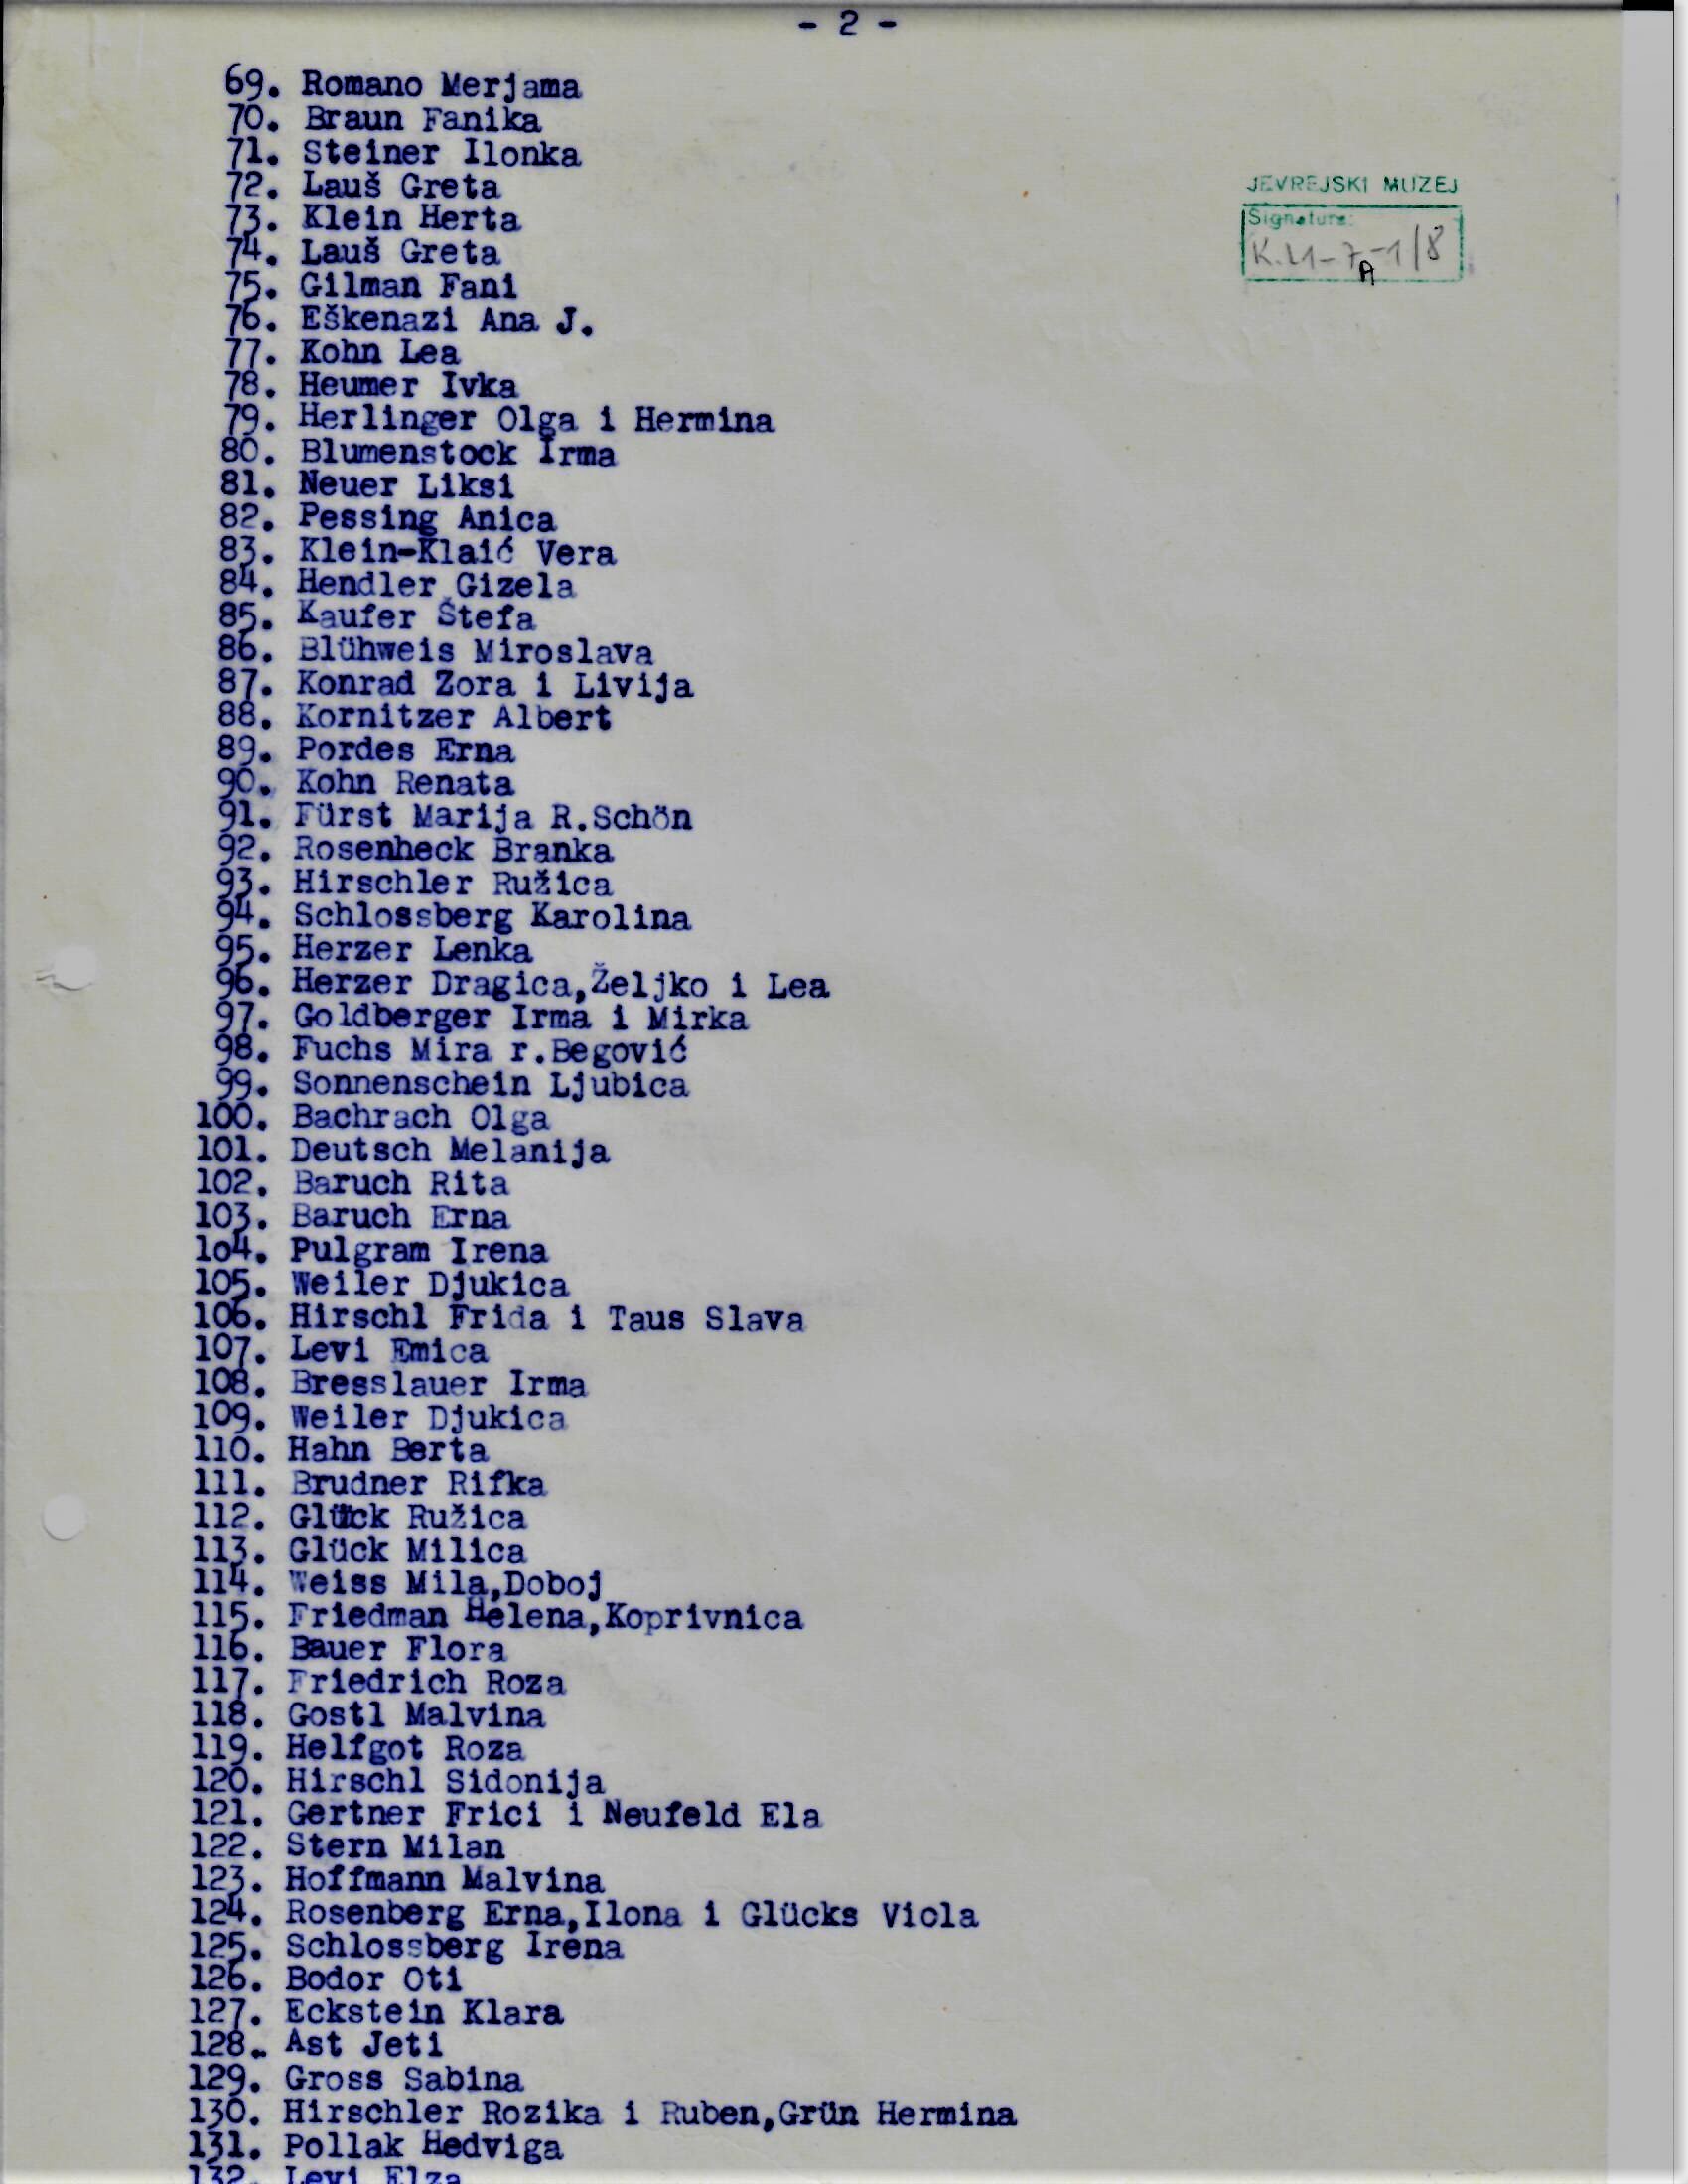 - 2 -
69. Romano Merjama
70. Braun Fanika
71. Steiner Ilonka
72. Lauš Greta
JEVREJSKI MUZEJ
73. Klein Herta
Signatura:
74. Lauš Greta
K.21-7A-1/8
75. Gilman Fani
76. Eškenazi Ana J.
77. Kohn Lea
78. Heumer Ivka
79. Herlinger Olga i Hermina
80. Blumenstock Irma
81. Neuer Liksi
82. Pessing Anica
83. Klein-Klaić Vera
84. Hendler Gizela
85. Kaufer Štefa
86. Blühweis Miroslava
87. Konrad Zora i Livija
88. Kornitzer Albert
89. Pordes Erna
90. Kohn Renata
91. Fürst Marija R.Schön
92. Rosenheck Branka
93. Hirschler Ružica
94. Schlossberg Karolina
95. Herzer Lenka
96. Herzer Dragica,Željko i Lea
97. Goldberger Irma i Mirka
98. Fuchs Mira r.Begović
99. Sonnenschein Ljubica
100. Bachrach Olga
101. Deutsch Melanija
102. Baruch Rita
103. Baruch Erna
lo4. Pulgram Irena
105. Weiler Djukica
106. Hirschl Frida i Taus Slava
107. Levi Emica
108. Bresslauer Irma
109. Weiler Djukica
110. Hahn Berta
111. Brudner Rifka
112. Glück Ružica
113. Glück Milica
114. Weiss Mila,Doboj
115. Friedman Helena,Koprivnica
116. Bauer Flora
117. Friedrich Roza
118. Gostl Malvina
119. Helfgot Roza
120. Hirschl Sidonija
121. Gertner Frici i Neufeld Ela
122. Stern Milan
123. Hoffmann Malvina
124. Rosenberg Erna,Ilona i Glücks Viola
125. Schlossberg Irena
126. Bodor Oti
127. Eckstein Klara
128. Ast Jeti
129. Gross Sabina
130. Hirschler Rozika i Ruben,Grün Hermina
131. Pollak Hedviga
132. Levi Elza